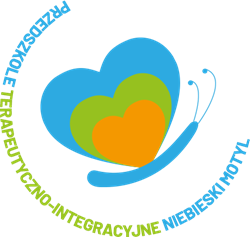 PRZEDSZKOLE TERAPEUTYCZNO-INTEGRACYJNE NIEBIESKI MOTYL